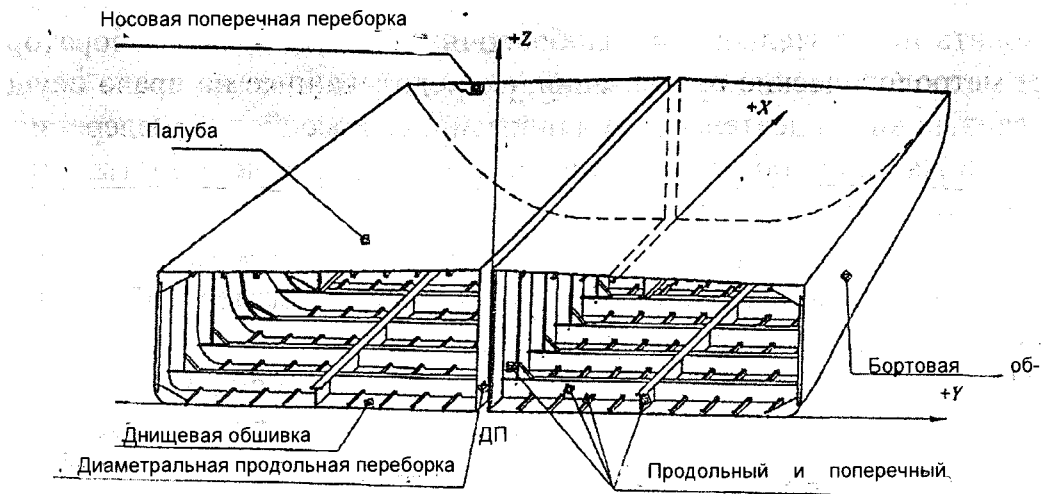 Носовая поперечная переборка
+Z
+X
Палуба
Бортовая об-
+Y
Днищевая обшивка
ДП
Диаметральная продольная переборка
Продольный и поперечный